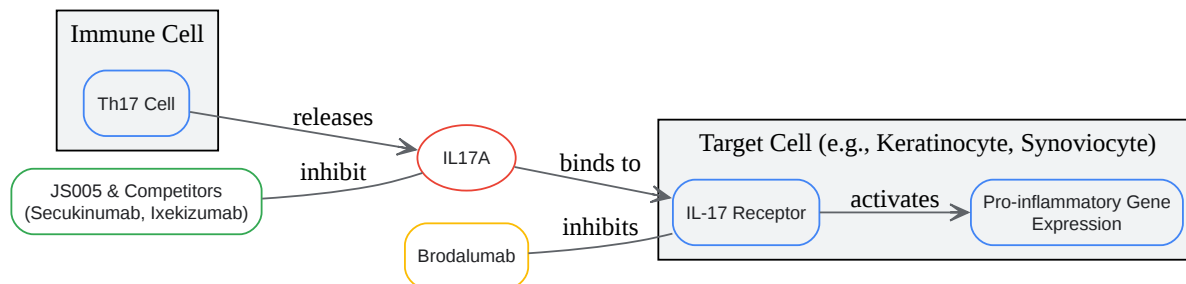 Immune Cell
Th17 Cell
releases
IL17A
JS005 & Competitors
(Secukinumab, Ixekizumab)
inhibit
binds to
Target Cell (e.g., Keratinocyte, Synoviocyte)
IL-17 Receptor
activates
Pro-inflammatory Gene
Expression
Brodalumab
inhibits